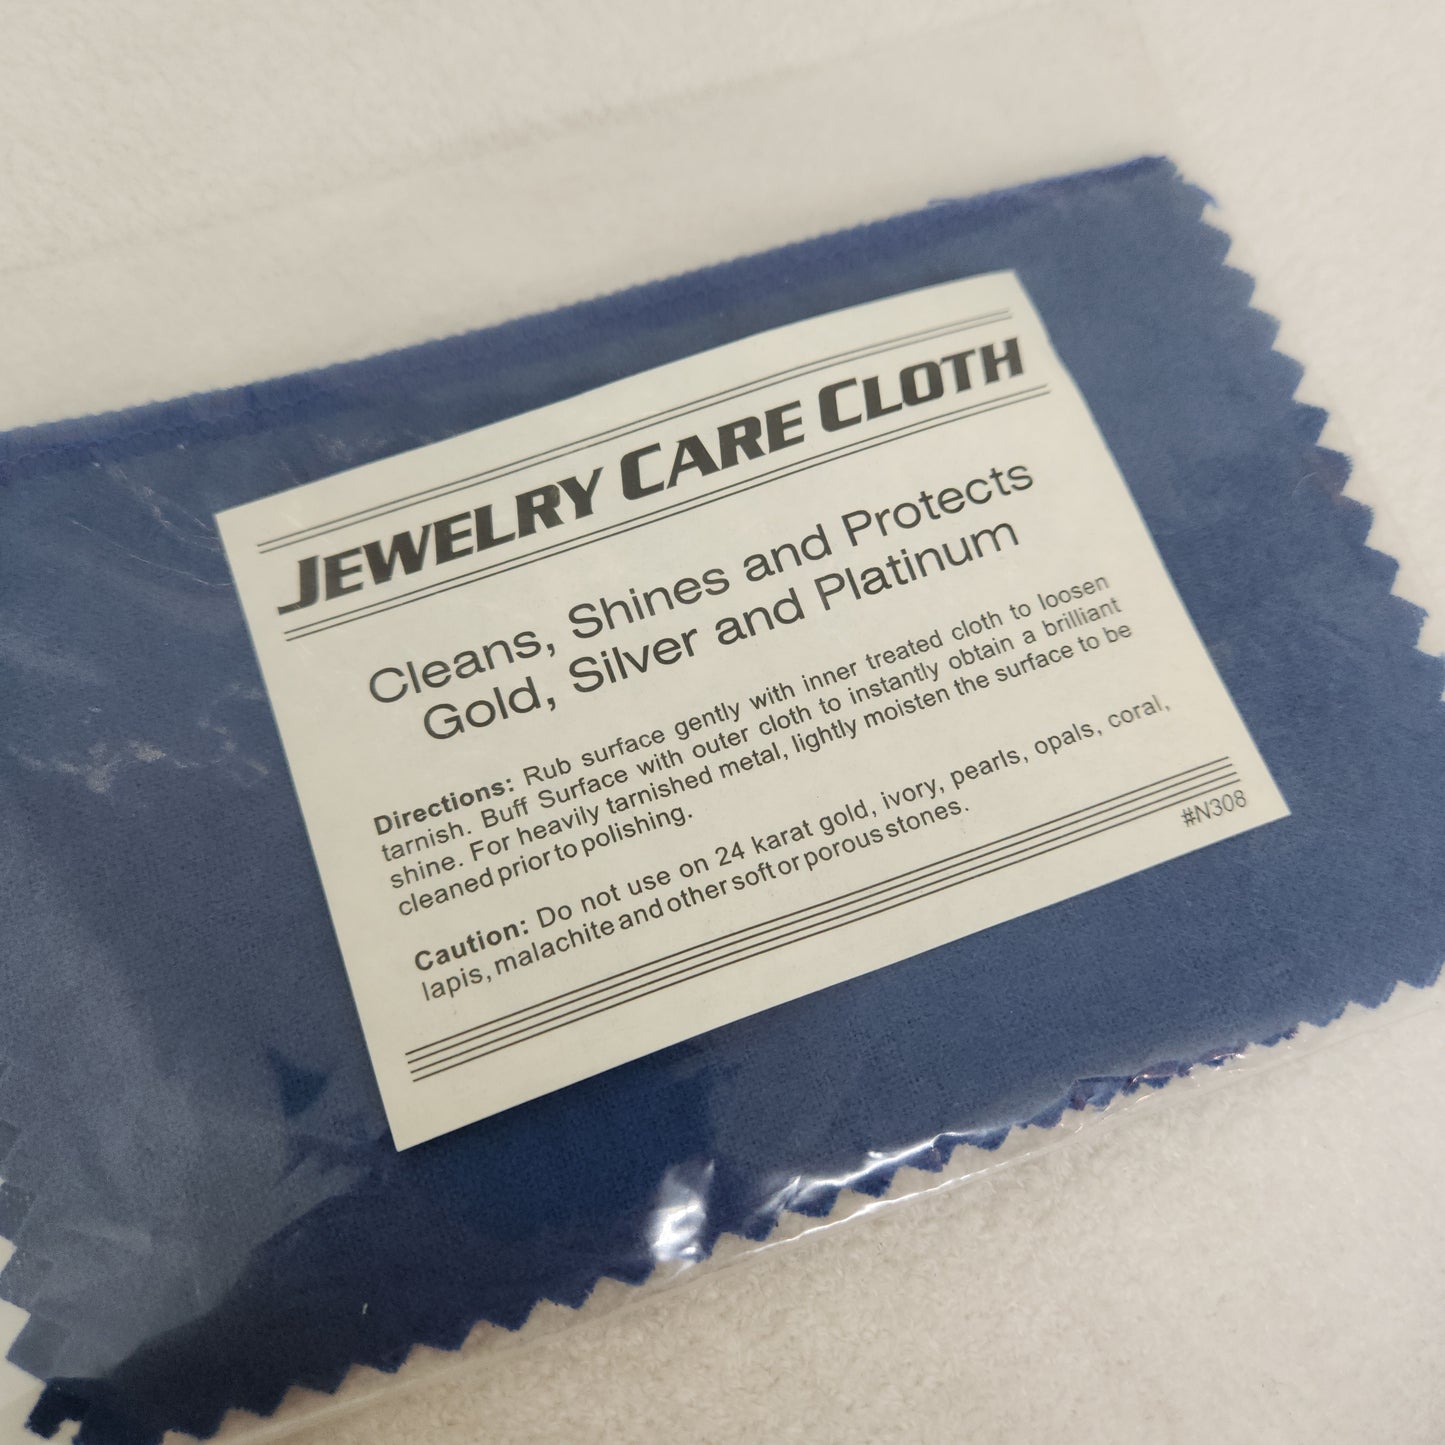 JEWELRY CARE CLOTH
Cleans, Shines and Protects
Gold, Silver and Platinum
Directions: Rub surface gently with inner treated cloth to loosen
tarnish. Buff Surface with outer cloth to instantly obtain a brilliant
shine. For heavily tarnished metal, lightly moisten the surface to be
cleaned prior to polishing.
Caution: Do not use on 24 karat gold, ivory, pearls, opals, coral,
lapis, malachite and other soft or porous stones.
#N308